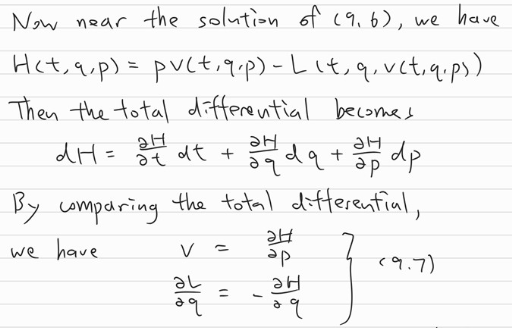 Now near the solution of (9.6), we have
H(t,q,p) = pv(t,q,p) - L(t,q,v(t,q,p))
Then the total differential becomes
dH = ∂H/∂t dt + ∂H/∂q dq + ∂H/∂p dp
By comparing the total differential,
we have v = ∂H/∂p
∂L/∂q = - ∂H/∂q } (9.7)